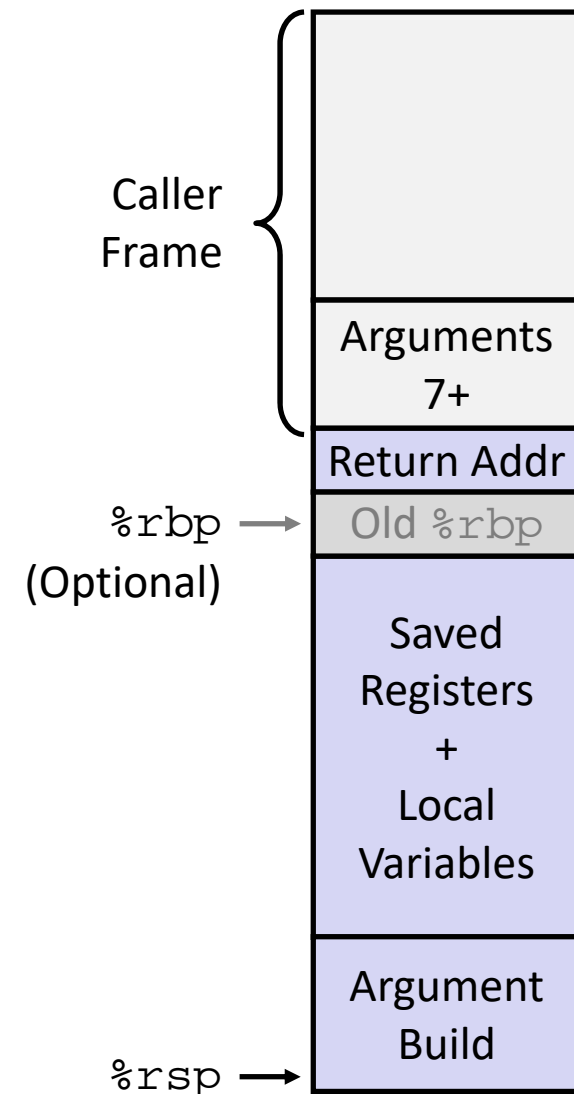 Caller
Frame
Arguments
7+
Return Addr
%rbp
Old %rbp
(Optional)
Saved
Registers
+
Local
Variables
Argument
Build
%rsp